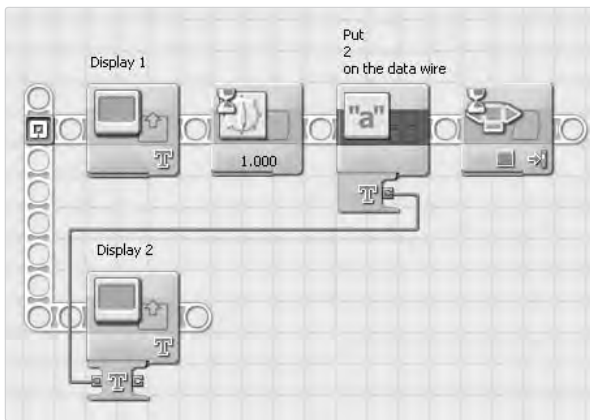 Put
2
on the data wire
Display 1
"a"
T
1.000
T
Display 2
T
T